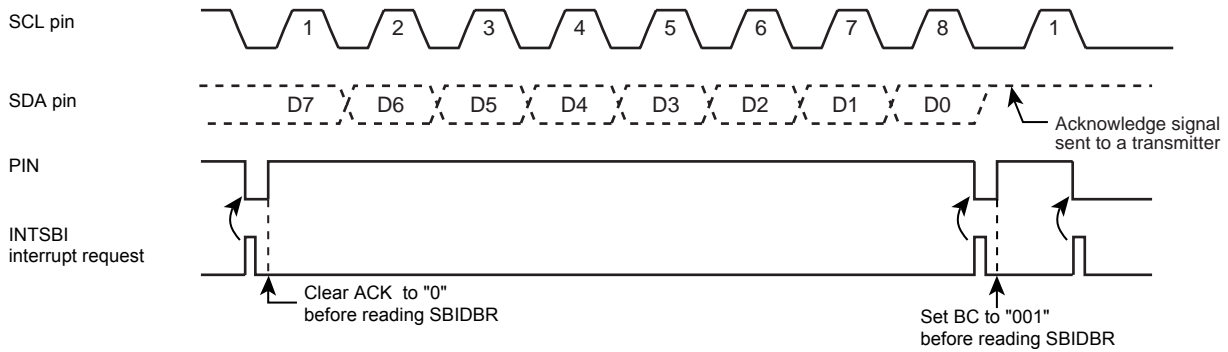 SCL pin
1 2 3 4 5 6 7 8 1
SDA pin
D7 D6 D5 D4 D3 D2 D1 D0
Acknowledge signal
sent to a transmitter
PIN
INTSBI
interrupt request
Clear ACK to "0"
before reading SBIDBR
Set BC to "001"
before reading SBIDBR